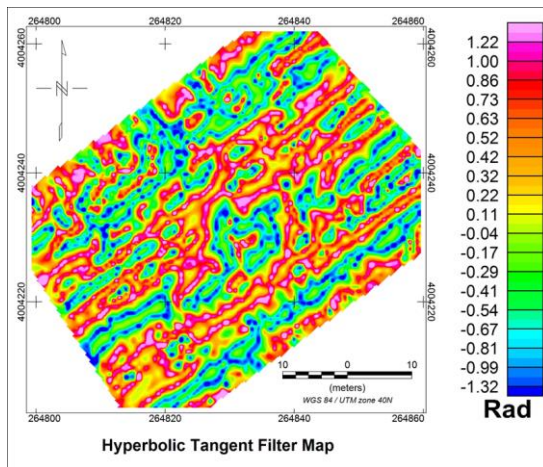 264800 264820 264840 264860
4004260 4004260
N
4004240 4004240
4004220 4004220
1.22
1.00
0.86
0.73
0.63
0.52
0.42
0.32
0.22
0.11
-0.04
-0.17
-0.29
-0.41
-0.54
-0.67
-0.81
-0.99
-1.32
Rad
10 0 10
(meters)
WGS 84 / UTM zone 40N
264800 264820 264840 264860
Hyperbolic Tangent Filter Map